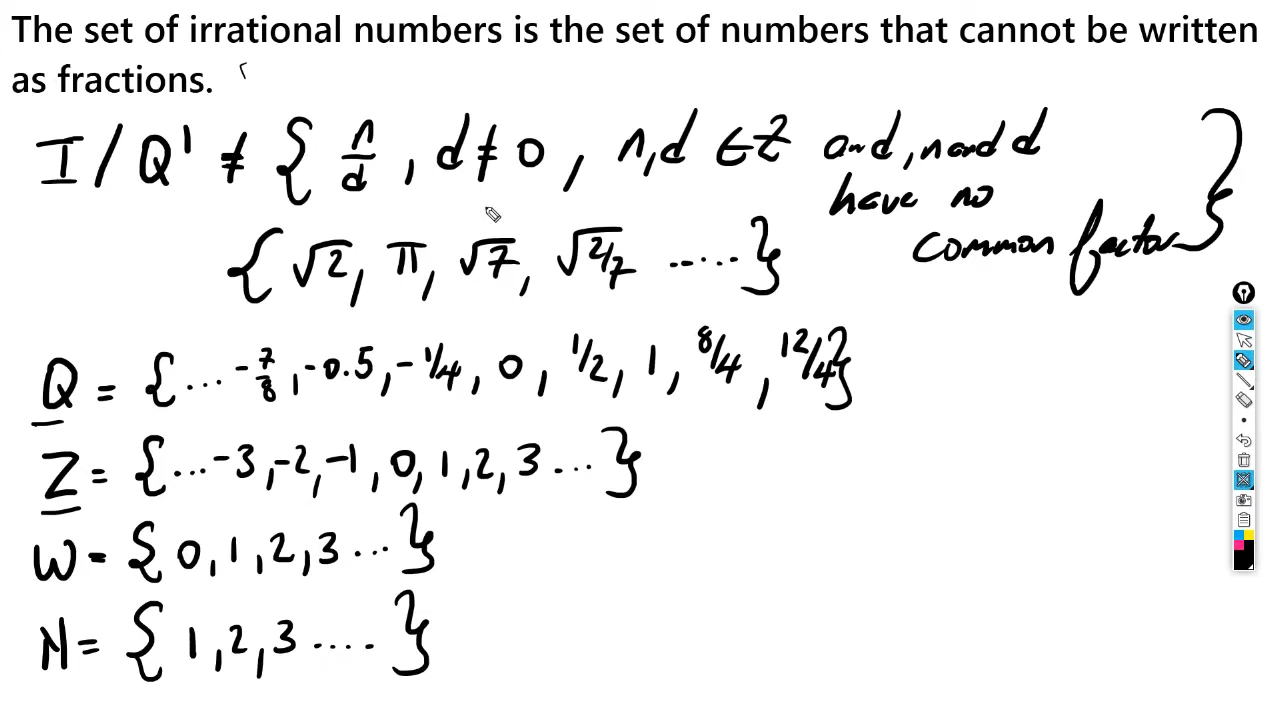 The set of irrational numbers is the set of numbers that cannot be written
as fractions.
I / Q' ≠ { n/d , d ≠ 0 , n, d ∈ Z and, n and d
have no
common factor }
{ √2, π, √7, √2/7 ..... }
Q = { ... -7/8, -0.5, -1/4, 0, 1/2, 1, 8/4, 12/4 }
Z = { ... -3, -2, -1, 0, 1, 2, 3 ... }
W = { 0, 1, 2, 3 ... }
N = { 1, 2, 3 .... }